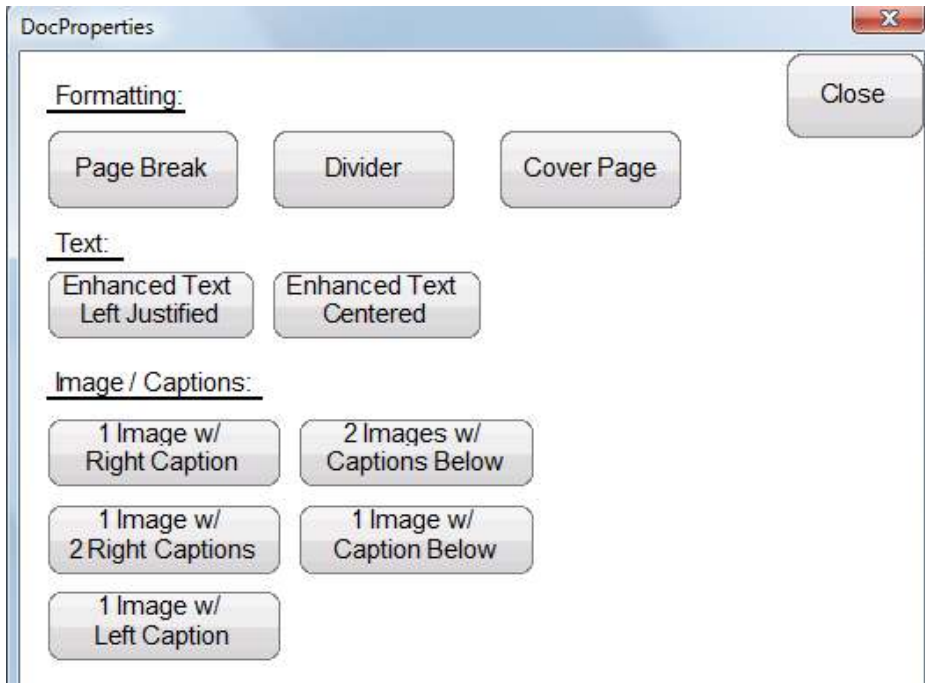 DocProperties
Close
Formatting:
Page Break
Divider
Cover Page
Text:
Enhanced Text
Left Justified
Enhanced Text
Centered
Image / Captions:
1 Image w/
Right Caption
2 Images w/
Captions Below
1 Image w/
2 Right Captions
1 Image w/
Caption Below
1 Image w/
Left Caption